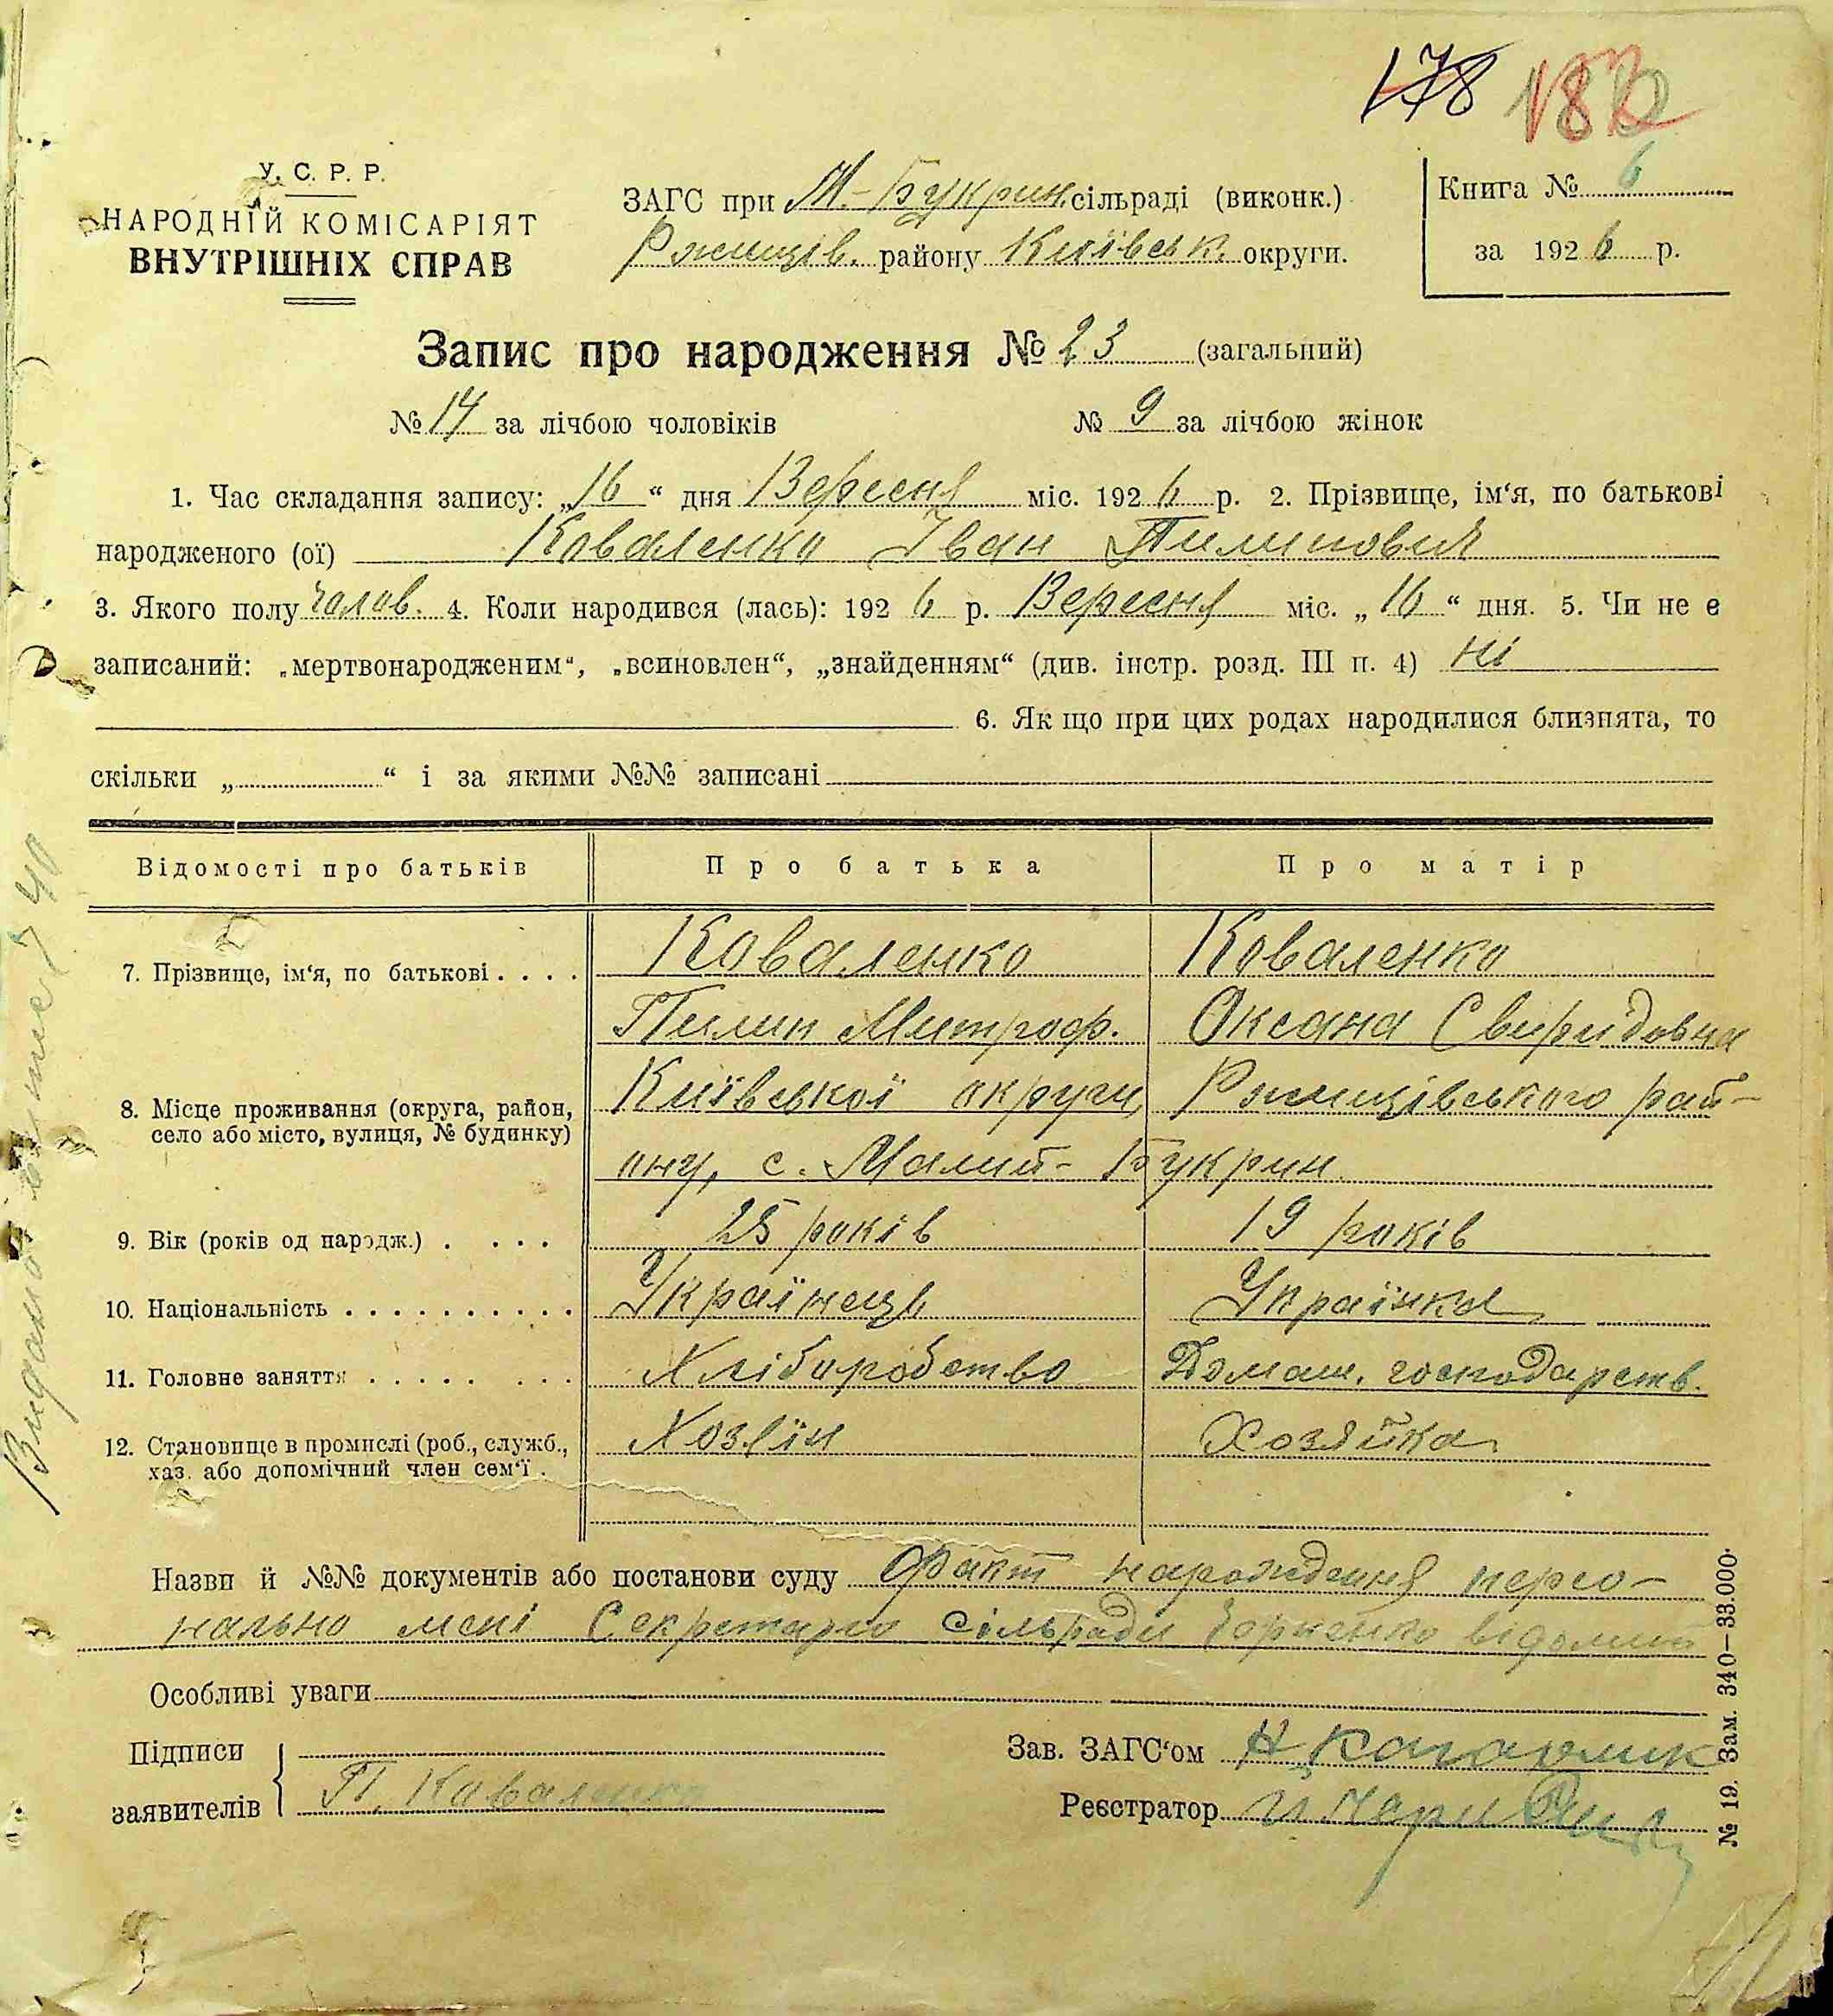 178 182
У. С. Р. Р.
НАРОДНІЙ КОМІСАРІЯТ
ВНУТРІШНІХ СПРАВ
ЗАГС при М.-Букрин. сільраді (виконк.)
Ржищів. району Київськ. округи.
Книга № 6
за 1926 р.
Запис про народження № 23 (загальний)
№ 14 за лічбою чоловіків № 9 за лічбою жінок
1. Час складання запису: „16“ дня Вересня міс. 1926 р. 2. Прізвище, ім‘я, по батькові
народженого (ої) Коваленко Іван Пилипович
3. Якого полу чолов. 4. Коли народився (лась): 1926 р. Вересня міс. „16“ дня. 5. Чи не є
записаний: „мертвонародженим“, „всиновлен“, „знайденням“ (див. інстр. розд. III п. 4) ні
6. Як що при цих родах народилися близнята, то
скільки „ “ і за якими №№ записані
Відомості про батьків Про батька Про матір
7. Прізвище, ім‘я, по батькові . . . . Коваленко Коваленко
Пилип Митроф. Оксана Свиридовна
8. Місце проживання (округа, район, Київської округи Ржищівського рай-
село або місто, вулиця, № будинку)
ону, с. Малий-Букрин
9. Вік (років од народж.) . . . . 25 років 19 років
10. Національність . . . . . . . . . . Українець Українка
11. Головне заняття . . . . . . . . Хліборобство Домаш. господарств.
12. Становище в промислі (роб., служб., Хозяїн Хозяйка
хаз. або допомічний член сем‘ї .
Назви й №№ документів або постанови суду Факт народження персо-
нально мені Секретарю сільради відомий
Особливі уваги
Підписи
заявителів П. Коваленко
Зав. ЗАГС‘ом Н Кагарлик
Реєстратор
№ 19. Зам. 340—33.000.
Видано